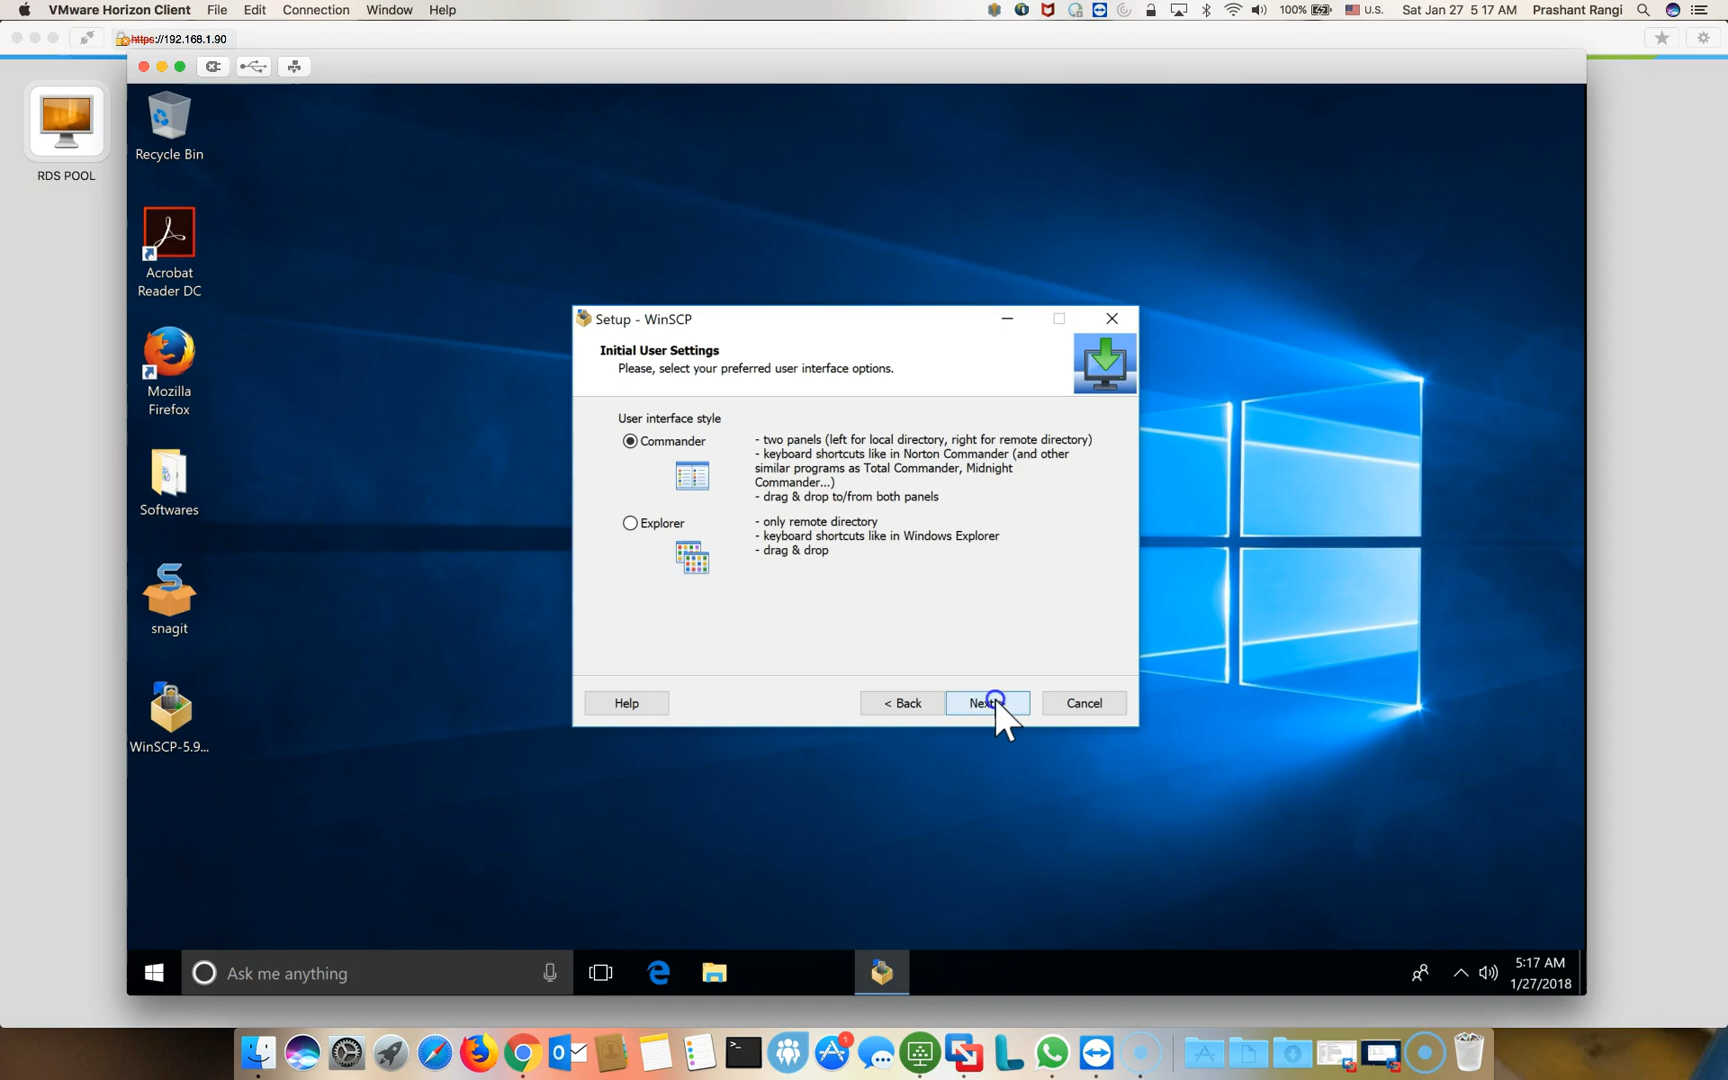 VMware Horizon Client File Edit Connection Window Help 100% U.S. Sat Jan 27 5:17 AM Prashant Rangi
https://192.168.1.90
RDS POOL
Recycle Bin
Acrobat
Reader DC
Mozilla
Firefox
Softwares
snagit
WinSCP-5.9...
Setup - WinSCP
Initial User Settings
Please, select your preferred user interface options.
User interface style
Commander
- two panels (left for local directory, right for remote directory)
- keyboard shortcuts like in Norton Commander (and other
similar programs as Total Commander, Midnight
Commander...)
- drag & drop to/from both panels
Explorer
- only remote directory
- keyboard shortcuts like in Windows Explorer
- drag & drop
Help < Back Next Cancel
Ask me anything
5:17 AM
1/27/2018
1